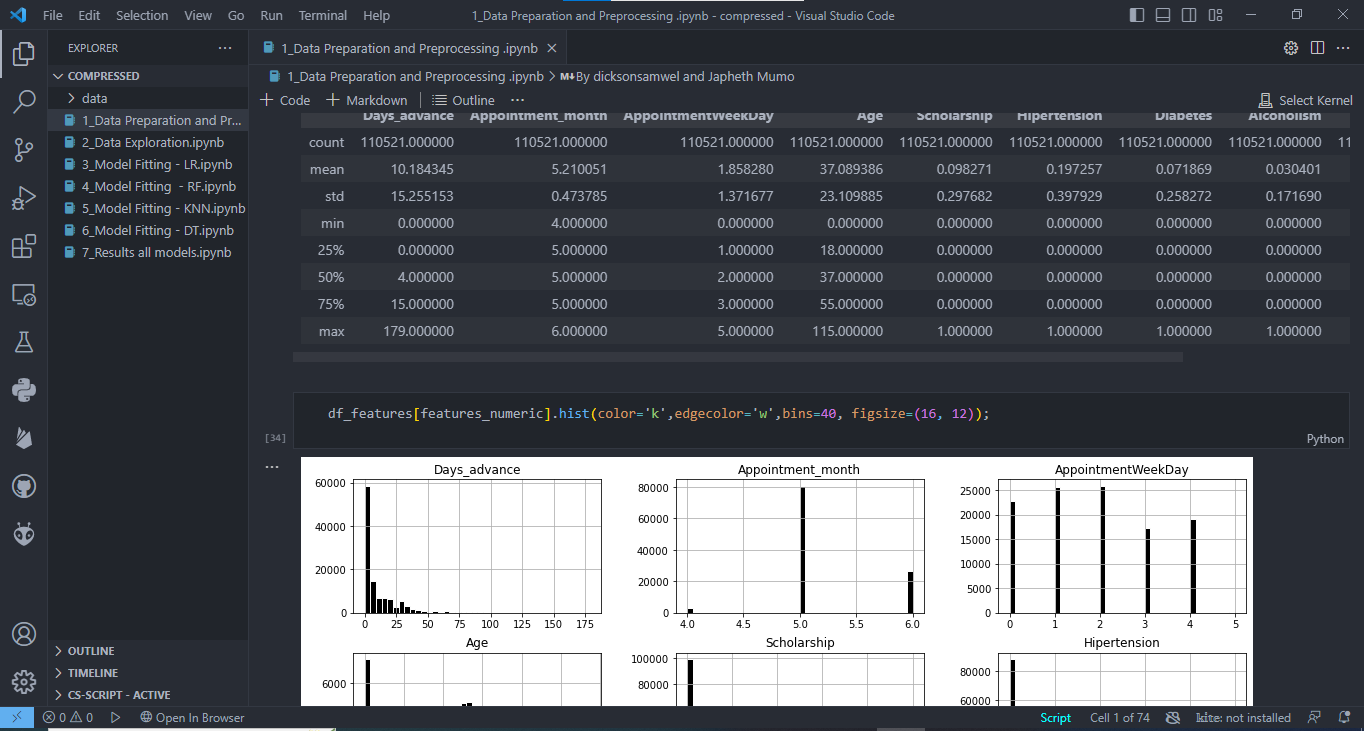 File Edit Selection View Go Run Terminal Help 1_Data Preparation and Preprocessing .ipynb - compressed - Visual Studio Code
EXPLORER
COMPRESSED
data
1_Data Preparation and Pr...
2_Data Exploration.ipynb
3_Model Fitting - LR.ipynb
4_Model Fitting  - RF.ipynb
5_Model Fitting - KNN.ipynb
6_Model Fitting - DT.ipynb
7_Results all models.ipynb
OUTLINE
TIMELINE
CS-SCRIPT - ACTIVE
1_Data Preparation and Preprocessing .ipynb
1_Data Preparation and Preprocessing .ipynb > M↓By dicksonsamwel and Japheth Mumo
+ Code + Markdown Outline ... Select Kernel
Days_advance Appointment_month AppointmentWeekDay Age Scholarship Hipertension Diabetes Alcoholism
count 110521.000000 110521.000000 110521.000000 110521.000000 110521.000000 110521.000000 110521.000000 110521.000000 11
mean 10.184345 5.210051 1.858280 37.089386 0.098271 0.197257 0.071869 0.030401
std 15.255153 0.473785 1.371677 23.109885 0.297682 0.397929 0.258272 0.171690
min 0.000000 4.000000 0.000000 0.000000 0.000000 0.000000 0.000000 0.000000
25% 0.000000 5.000000 1.000000 18.000000 0.000000 0.000000 0.000000 0.000000
50% 4.000000 5.000000 2.000000 37.000000 0.000000 0.000000 0.000000 0.000000
75% 15.000000 5.000000 3.000000 55.000000 0.000000 0.000000 0.000000 0.000000
max 179.000000 6.000000 5.000000 115.000000 1.000000 1.000000 1.000000 1.000000
df_features[features_numeric].hist(color='k',edgecolor='w',bins=40, figsize=(16, 12));
[34]
Python
Days_advance
60000
40000
20000
0
0 25 50 75 100 125 150 175
Appointment_month
80000
60000
40000
20000
0
4.0 4.5 5.0 5.5 6.0
AppointmentWeekDay
25000
20000
15000
10000
5000
0
0 1 2 3 4 5
Age
6000
Scholarship
100000
80000
Hipertension
80000
60000
0 0 Open In Browser Script Cell 1 of 74 kite: not installed